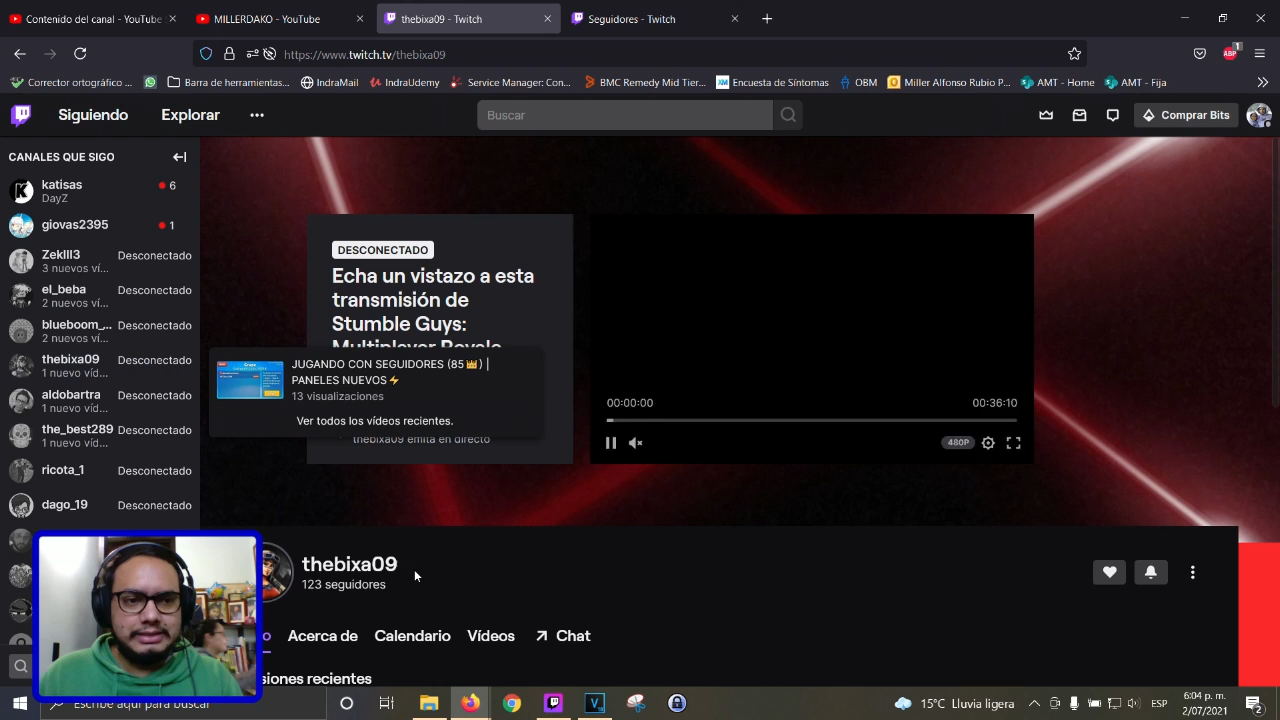 Contenido del canal - YouTube
MILLERDAKO - YouTube
thebixa09 - Twitch
Seguidores - Twitch
https://www.twitch.tv/thebixa09
ABP
1
Corrector ortográfico ...
Barra de herramientas...
IndraMail
IndraUdemy
Service Manager: Con...
BMC Remedy Mid Tier...
Encuesta de Síntomas
OBM
Miller Alfonso Rubio P...
AMT - Home
AMT - Fija
Siguiendo
Explorar
Buscar
Comprar Bits
CANALES QUE SIGO
katisas 6
DayZ
giovas2395 1
ZekIII3 Desconectado
3 nuevos ví...
el_beba Desconectado
2 nuevos ví...
blueboom_... Desconectado
2 nuevos ví...
thebixa09 Desconectado
1 nuevo víd...
aldobartra Desconectado
1 nuevo víd...
the_best289 Desconectado
1 nuevo víd...
ricota_1 Desconectado
dago_19 Desconectado
DESCONECTADO
Echa un vistazo a esta
transmisión de
Stumble Guys:
Multiplayer Royale
JUGANDO CON SEGUIDORES (85👑) |
PANELES NUEVOS⚡
13 visualizaciones
Ver todos los vídeos recientes.
thebixa09 emita en directo
00:00:00
00:36:10
480P
thebixa09
123 seguidores
o
Acerca de
Calendario
Vídeos
Chat
siones recientes
Escribe aquí para buscar
15°C Lluvia ligera
ESP
6:04 p. m.
2/07/2021
2